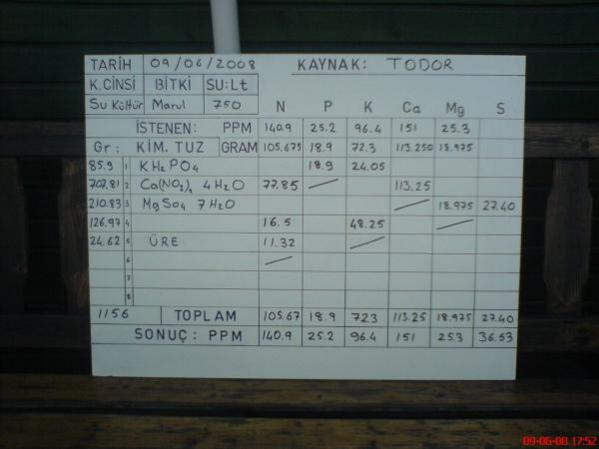 TARİH 09/06/2008 KAYNAK: TODOR
K.CİNSİ BİTKİ SU:Lt
Su Kültür Marul 750 N P K Ca Mg S
İSTENEN: PPM 140.9 25.2 96.4 151 25.3
Gr: KİM. TUZ GRAM 105.675 18.9 72.3 113.250 18.975
85.9 1 KH2PO4 18.9 24.05
707.81 2 Ca(NO3)2 4H2O 77.85 113.25
210.83 3 MgSO4 7H2O 18.975 27.40
126.97 4 16.5 48.25
24.62 5 ÜRE 11.32
6
7
8
1156 TOPLAM 105.67 18.9 72.3 113.25 18.975 27.40
SONUÇ: PPM 140.9 25.2 96.4 151 25.3 36.53
09-06-08 17:52